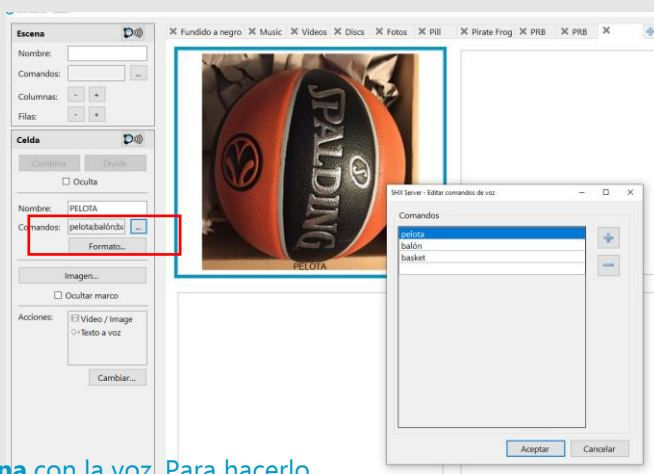 Escena
Nombre:
Comandos: ...
Columnas: - +
Filas: - +
Celda
Combina Divide
Oculta
Nombre: PELOTA
Comandos: pelota;balón;ba ...
Formato...
Imagen...
Ocultar marco
Acciones: Video / Image
Texto a voz
Cambiar...
Fundido a negro Music Videos Discs Fotos Pill Pirate Frog PRB PRB
SPALDING
PELOTA
SHX Server - Editar comandos de voz
Comandos
pelota
balón
basket
Aceptar Cancelar
na con la voz. Para hacerlo